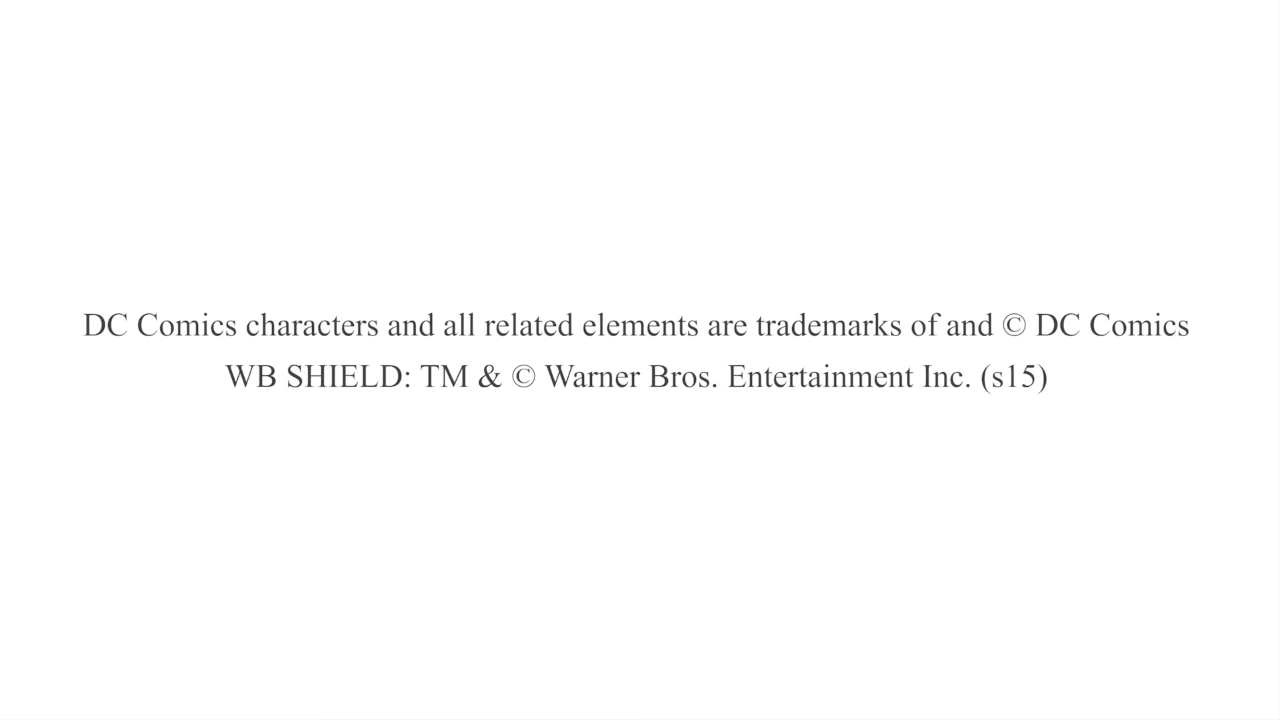 DC Comics characters and all related elements are trademarks of and © DC Comics
WB SHIELD: TM & © Warner Bros. Entertainment Inc. (s15)